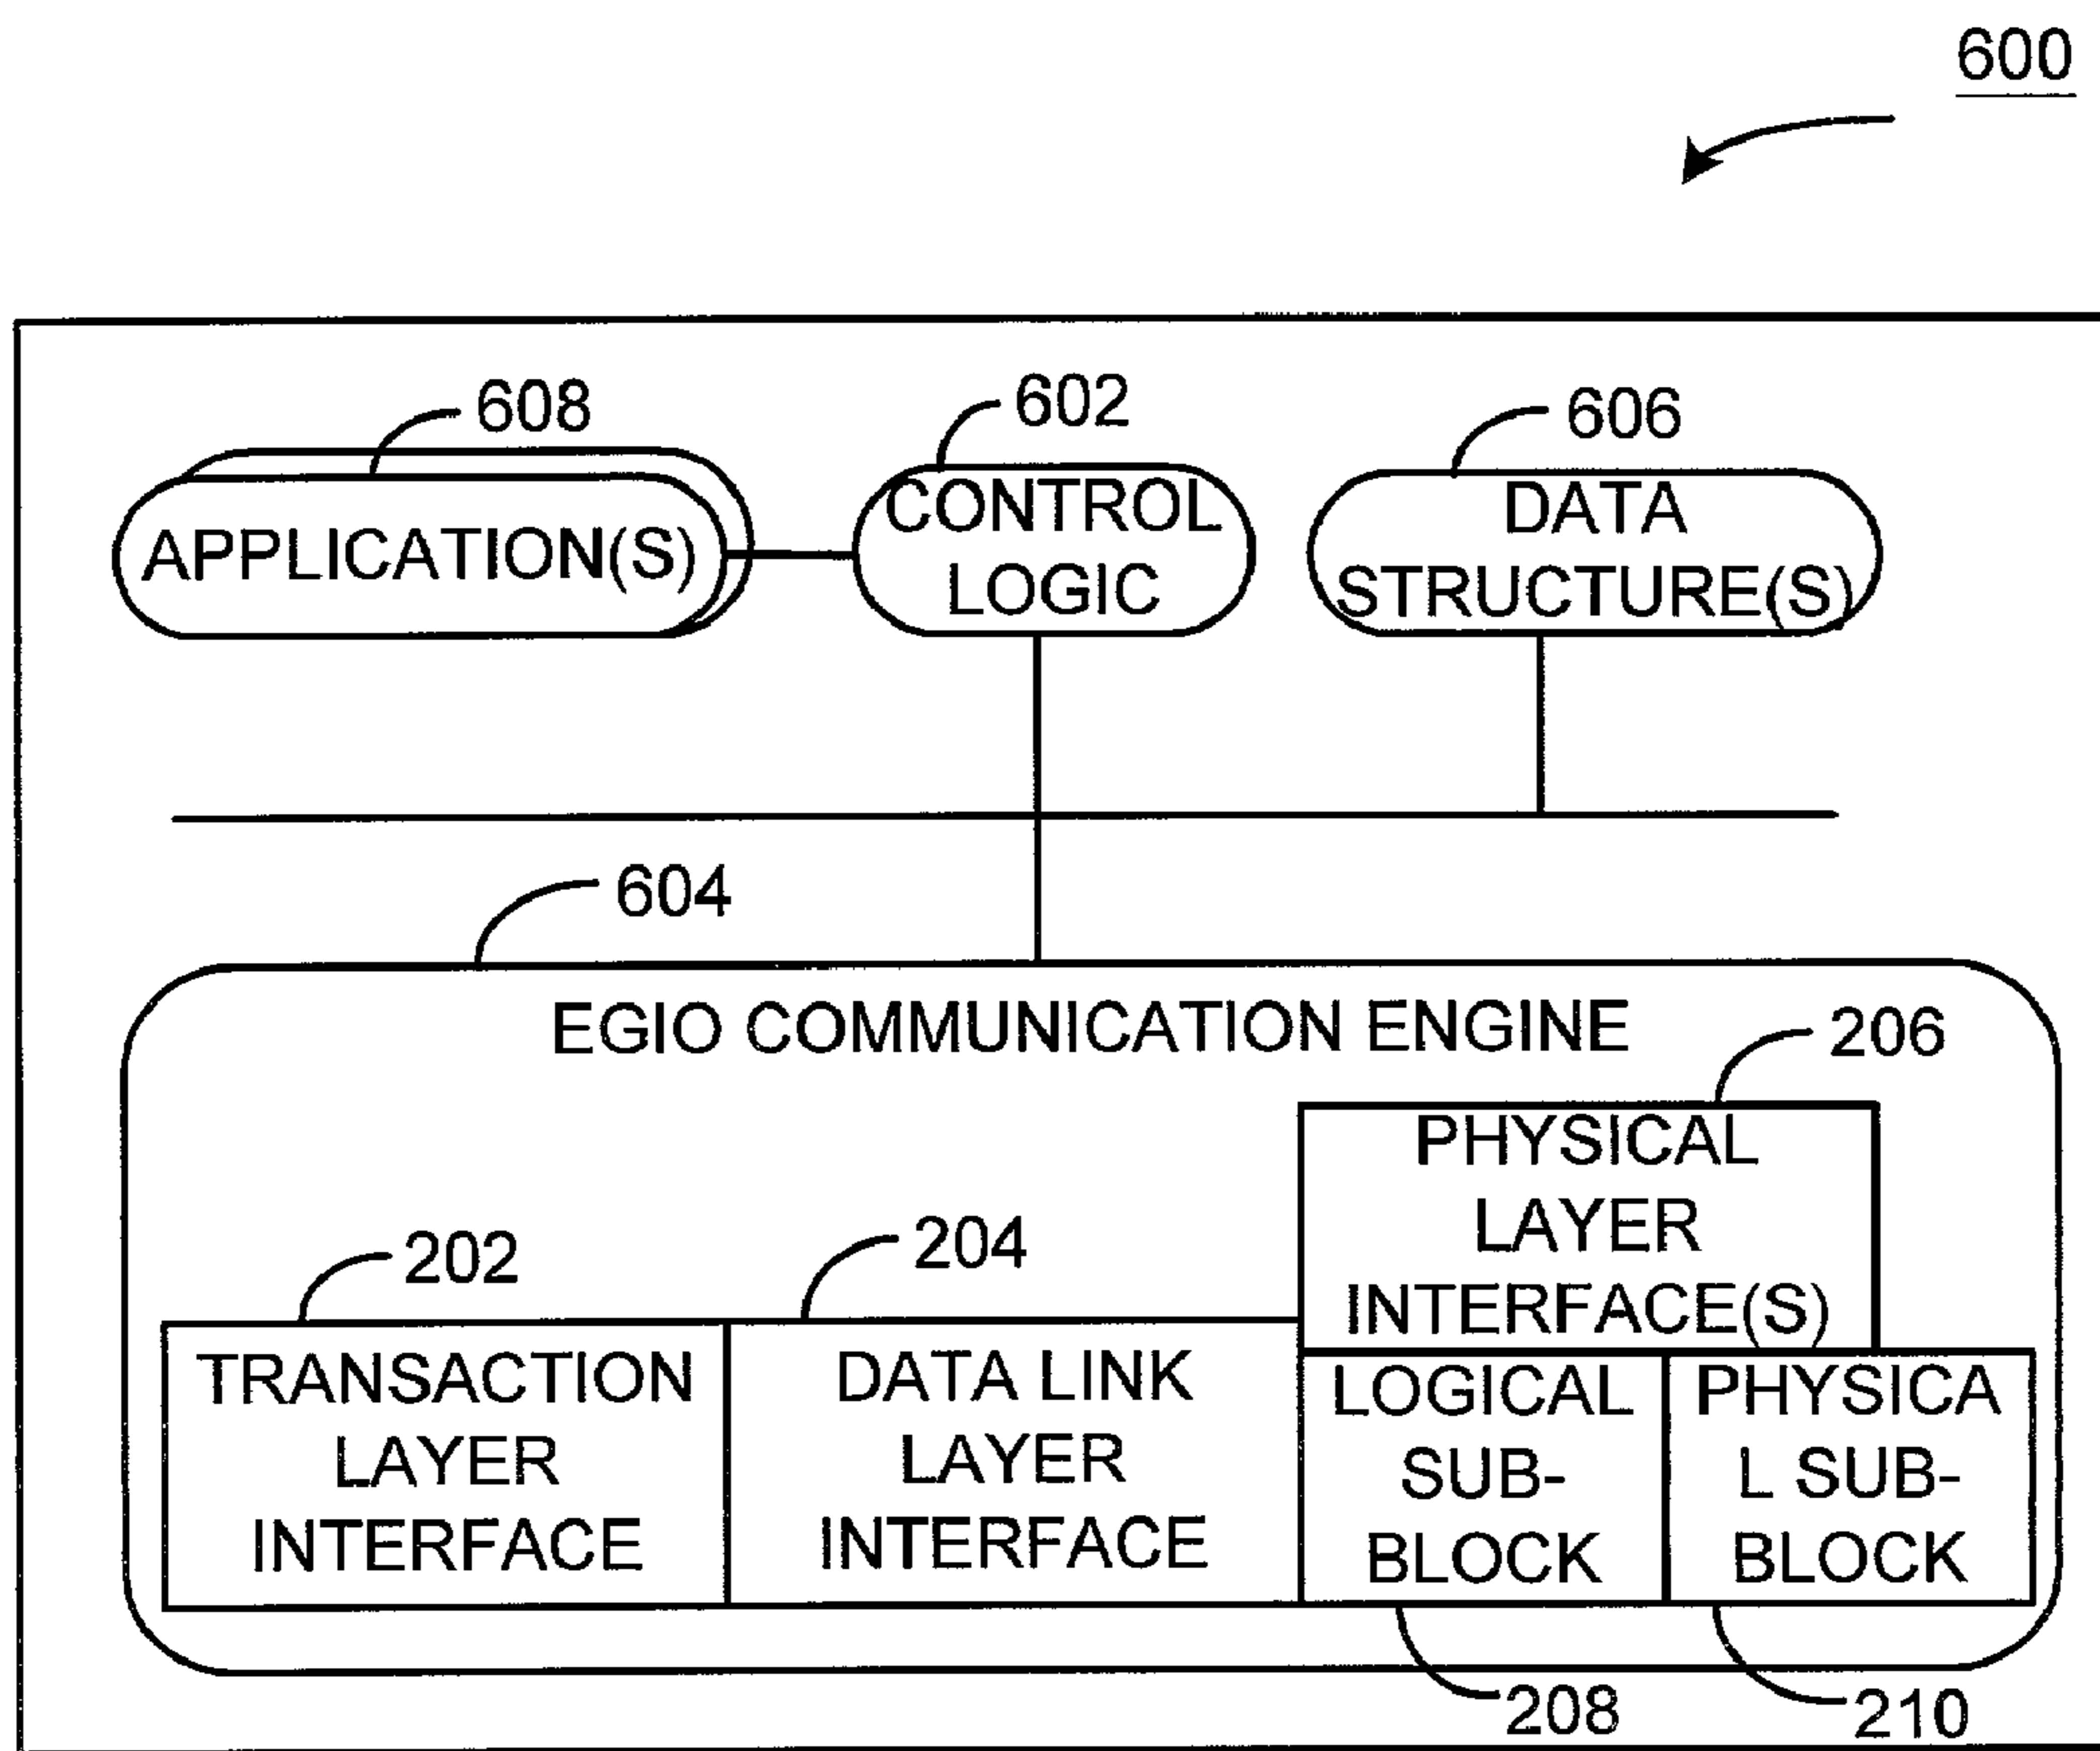 600
608
602
606
APPLICATION(S)
CONTROL
LOGIC
DATA
STRUCTURE(S)
604
EGIO COMMUNICATION ENGINE
206
PHYSICAL
LAYER
INTERFACE(S)
202
204
TRANSACTION
LAYER
INTERFACE
DATA LINK
LAYER
INTERFACE
LOGICAL
SUB-
BLOCK
PHYSICA
L SUB-
BLOCK
208
210